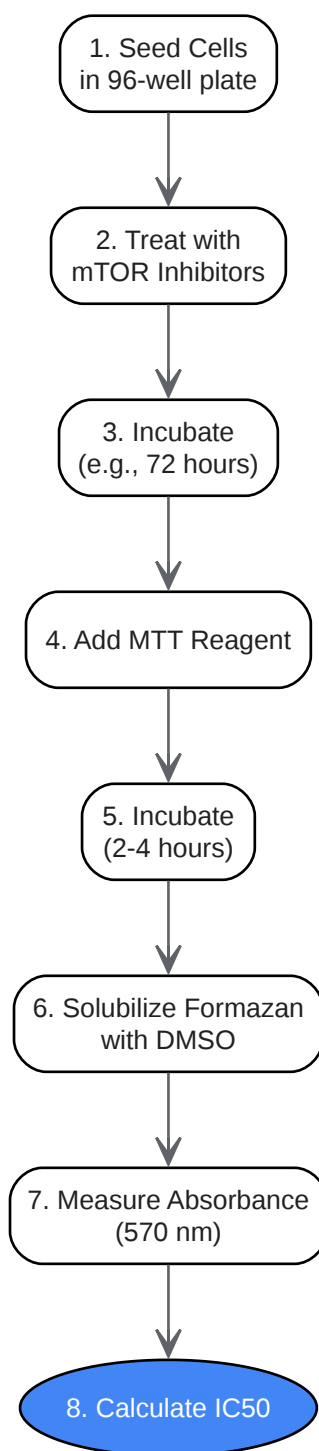 1. Seed Cells
in 96-well plate
2. Treat with
mTOR Inhibitors
3. Incubate
(e.g., 72 hours)
4. Add MTT Reagent
5. Incubate
(2-4 hours)
6. Solubilize Formazan
with DMSO
7. Measure Absorbance
(570 nm)
8. Calculate IC50